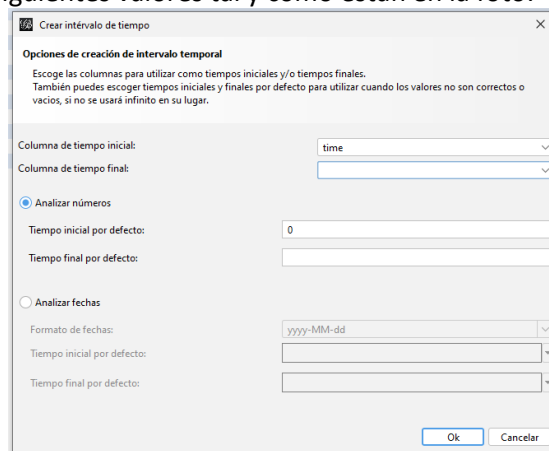 siguientes valores tal y como están en la foto.
Crear intérvalo de tiempo
Opciones de creación de intervalo temporal
Escoge las columnas para utilizar como tiempos iniciales y/o tiempos finales.
También puedes escoger tiempos iniciales y finales por defecto para utilizar cuando los valores no son correctos o
vacios, si no se usará infinito en su lugar.
Columna de tiempo inicial: time
Columna de tiempo final:
Analizar números
Tiempo inicial por defecto: 0
Tiempo final por defecto:
Analizar fechas
Formato de fechas: yyyy-MM-dd
Tiempo inicial por defecto:
Tiempo final por defecto:
Ok Cancelar